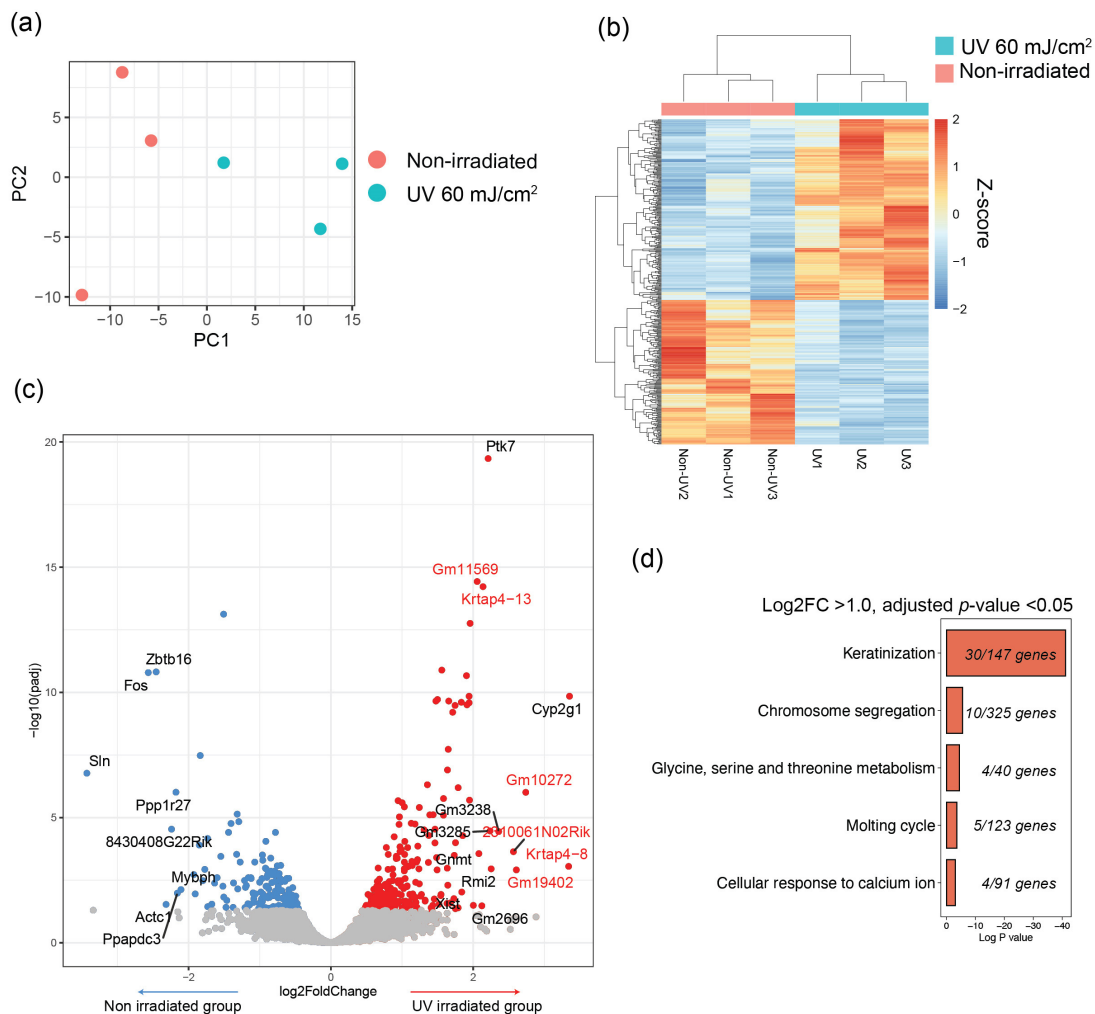 (a)
PC2
5
0
−5
−10
−10
−5
0
5
10
15
PC1
Non-irradiated
UV 60 mJ/cm²
(b)
UV 60 mJ/cm²
Non-irradiated
2
1
0
−1
−2
Z-score
Non-UV2
Non-UV1
Non-UV3
UV1
UV2
UV3
(c)
20
15
10
5
0
−log10(padj)
Ptk7
Gm11569
Krtap4−13
Zbtb16
Fos
Cyp2g1
Sln
Gm10272
Ppp1r27
Gm3238
8430408G22Rik
Gm3285
2310061N02Rik
Gnmt
Krtap4−8
Mybph
Rmi2
Gm19402
Actc1
Xist
Gm2696
Ppapdc3
−2
0
2
log2FoldChange
Non irradiated group
UV irradiated group
(d)
Log2FC >1.0, adjusted p-value <0.05
Keratinization
30/147 genes
Chromosome segregation
10/325 genes
Glycine, serine and threonine metabolism
4/40 genes
Molting cycle
5/123 genes
Cellular response to calcium ion
4/91 genes
0
−10
−20
−30
−40
Log P value